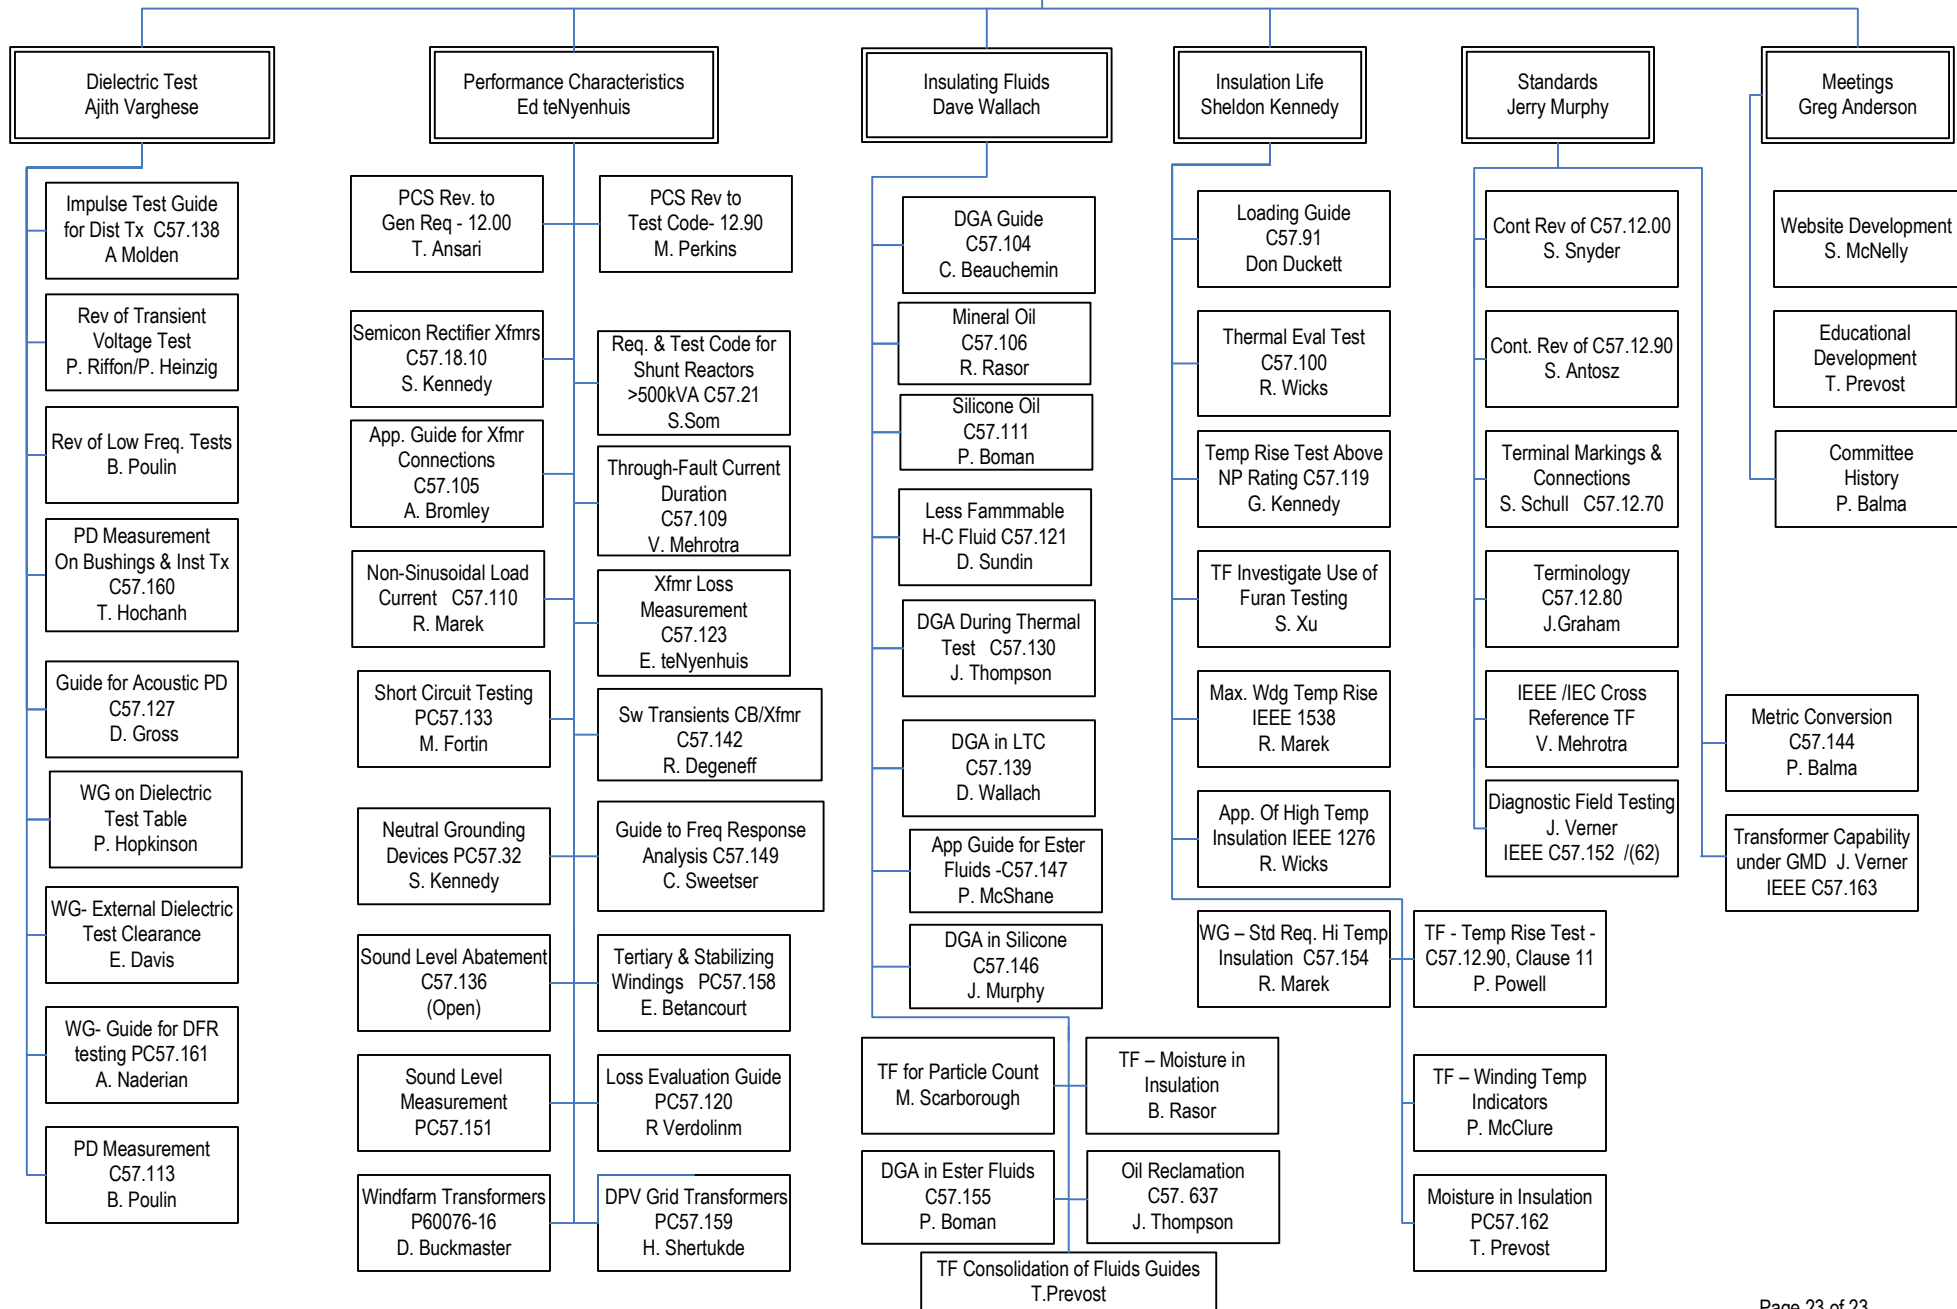 Dielectric Test
Ajith Varghese
Performance Characteristics
Ed teNyenhuis
Insulating Fluids
Dave Wallach
Insulation Life
Sheldon Kennedy
Standards
Jerry Murphy
Meetings
Greg Anderson
Impulse Test Guide
for Dist Tx C57.138
A Molden
Rev of Transient
Voltage Test
P. Riffon/P. Heinzig
Rev of Low Freq. Tests
B. Poulin
PD Measurement
On Bushings & Inst Tx
C57.160
T. Hochanh
Guide for Acoustic PD
C57.127
D. Gross
WG on Dielectric
Test Table
P. Hopkinson
WG- External Dielectric
Test Clearance
E. Davis
WG- Guide for DFR
testing PC57.161
A. Naderian
PD Measurement
C57.113
B. Poulin
PCS Rev. to
Gen Req - 12.00
T. Ansari
PCS Rev to
Test Code- 12.90
M. Perkins
Semicon Rectifier Xfmrs
C57.18.10
S. Kennedy
Req. & Test Code for
Shunt Reactors
>500kVA C57.21
S.Som
App. Guide for Xfmr
Connections
C57.105
A. Bromley
Through-Fault Current
Duration
C57.109
V. Mehrotra
Non-Sinusoidal Load
Current C57.110
R. Marek
Xfmr Loss
Measurement
C57.123
E. teNyenhuis
Short Circuit Testing
PC57.133
M. Fortin
Sw Transients CB/Xfmr
C57.142
R. Degeneff
Neutral Grounding
Devices PC57.32
S. Kennedy
Guide to Freq Response
Analysis C57.149
C. Sweetser
Sound Level Abatement
C57.136
(Open)
Tertiary & Stabilizing
Windings PC57.158
E. Betancourt
Sound Level
Measurement
PC57.151
Loss Evaluation Guide
PC57.120
R Verdolinm
Windfarm Transformers
P60076-16
D. Buckmaster
DPV Grid Transformers
PC57.159
H. Shertukde
DGA Guide
C57.104
C. Beauchemin
Mineral Oil
C57.106
R. Rasor
Silicone Oil
C57.111
P. Boman
Less Fammmable
H-C Fluid C57.121
D. Sundin
DGA During Thermal
Test C57.130
J. Thompson
DGA in LTC
C57.139
D. Wallach
App Guide for Ester
Fluids -C57.147
P. McShane
DGA in Silicone
C57.146
J. Murphy
TF for Particle Count
M. Scarborough
TF – Moisture in
Insulation
B. Rasor
DGA in Ester Fluids
C57.155
P. Boman
Oil Reclamation
C57. 637
J. Thompson
TF Consolidation of Fluids Guides
T.Prevost
Loading Guide
C57.91
Don Duckett
Thermal Eval Test
C57.100
R. Wicks
Temp Rise Test Above
NP Rating C57.119
G. Kennedy
TF Investigate Use of
Furan Testing
S. Xu
Max. Wdg Temp Rise
IEEE 1538
R. Marek
App. Of High Temp
Insulation IEEE 1276
R. Wicks
WG – Std Req. Hi Temp
Insulation C57.154
R. Marek
TF - Temp Rise Test -
C57.12.90, Clause 11
P. Powell
TF – Winding Temp
Indicators
P. McClure
Moisture in Insulation
PC57.162
T. Prevost
Cont Rev of C57.12.00
S. Snyder
Cont. Rev of C57.12.90
S. Antosz
Terminal Markings &
Connections
S. Schull C57.12.70
Terminology
C57.12.80
J.Graham
IEEE /IEC Cross
Reference TF
V. Mehrotra
Diagnostic Field Testing
J. Verner
IEEE C57.152 /(62)
Metric Conversion
C57.144
P. Balma
Transformer Capability
under GMD J. Verner
IEEE C57.163
Website Development
S. McNelly
Educational
Development
T. Prevost
Committee
History
P. Balma
Page 23 of 23